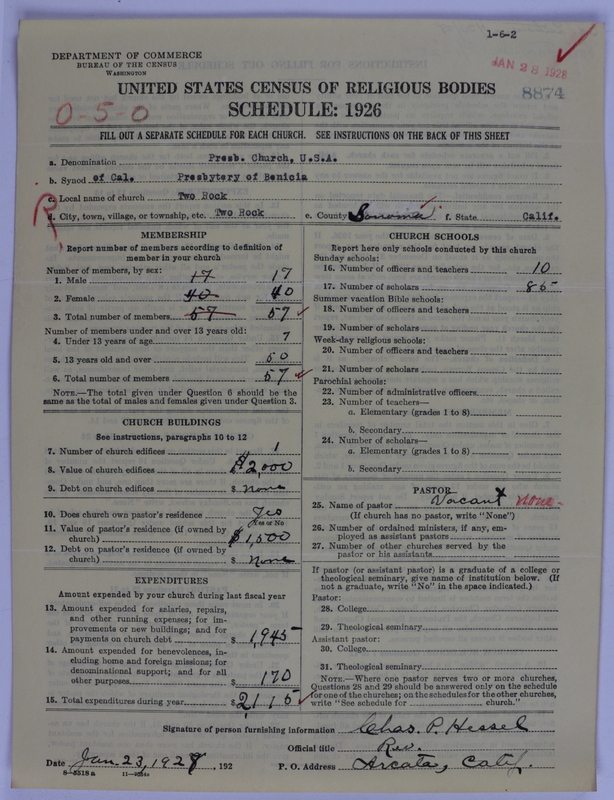 1-6-2
DEPARTMENT OF COMMERCE
BUREAU OF THE CENSUS
WASHINGTON
JAN 28 1928
8874
UNITED STATES CENSUS OF RELIGIOUS BODIES
SCHEDULE: 1926
0-5-0
FILL OUT A SEPARATE SCHEDULE FOR EACH CHURCH. SEE INSTRUCTIONS ON THE BACK OF THIS SHEET
a. Denomination Presb. Church, U.S.A.
b. Synod of Cal. Presbytery of Benicia
c. Local name of church Two Rock
R
d. City, town, village, or township, etc. Two Rock e. County Sonoma f. State Calif.
MEMBERSHIP
Report number of members according to definition of
member in your church
Number of members, by sex:
1. Male 17 17
2. Female 40 40
3. Total number of members 57 57
Number of members under and over 13 years old:
4. Under 13 years of age 7
5. 13 years old and over 50
6. Total number of members 57
NOTE.—The total given under Question 6 should be the
same as the total of males and females given under Question 3.
CHURCH BUILDINGS
See instructions, paragraphs 10 to 12
7. Number of church edifices 1
8. Value of church edifices $2,000
9. Debt on church edifices $ None
10. Does church own pastor's residence? Yes
Yes or No
11. Value of pastor's residence (if owned by
church) $1,500
12. Debt on pastor's residence (if owned by
church) $ None
EXPENDITURES
Amount expended by your church during last fiscal year
13. Amount expended for salaries, repairs,
and other running expenses; for im-
provements or new buildings; and for
payments on church debt $ 1,945
14. Amount expended for benevolences, in-
cluding home and foreign missions; for
denominational support; and for all
other purposes $ 170
15. Total expenditures during year $2115
CHURCH SCHOOLS
Report here only schools conducted by this church
Sunday schools:
16. Number of officers and teachers 10
17. Number of scholars 85
Summer vacation Bible schools:
18. Number of officers and teachers
19. Number of scholars
Week-day religious schools:
20. Number of officers and teachers
21. Number of scholars
Parochial schools:
22. Number of administrative officers
23. Number of teachers—
a. Elementary (grades 1 to 8)
b. Secondary
24. Number of scholars—
a. Elementary (grades 1 to 8)
b. Secondary
PASTOR
25. Name of pastor Vacant None
(If church has no pastor, write "None")
26. Number of ordained ministers, if any, em-
ployed as assistant pastors
27. Number of other churches served by the
pastor or his assistants
If pastor (or assistant pastor) is a graduate of a college or
theological seminary, give name of institution below. (If
not a graduate, write "No" in the space indicated.)
Pastor:
28. College
29. Theological seminary
Assistant pastor:
30. College
31. Theological seminary
NOTE.—Where one pastor serves two or more churches,
Questions 28 and 29 should be answered only on the schedule
for one of the churches; on the schedules for the other churches,
write "See schedule for church."
Signature of person furnishing information Chas. P. Hessel
Official title Rev.
Date Jan. 23, 1928, 192 P. O. Address Arcata, Calif.
8-5518 a